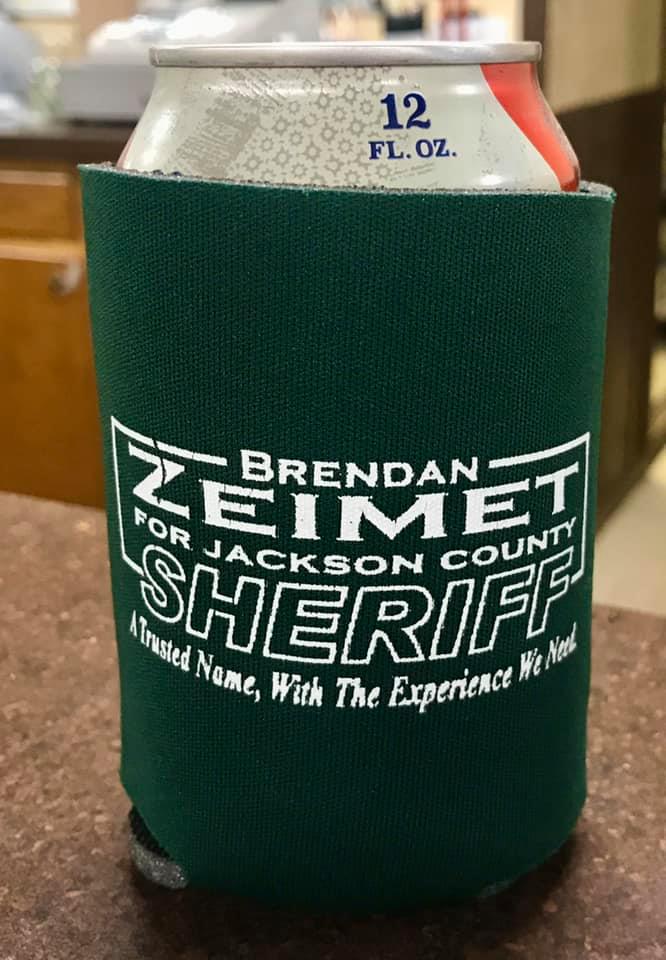 12
FL. OZ.
BRENDAN
ZEIMET
FOR JACKSON COUNTY
SHERIFF
A Trusted Name, With The Experience We Need.